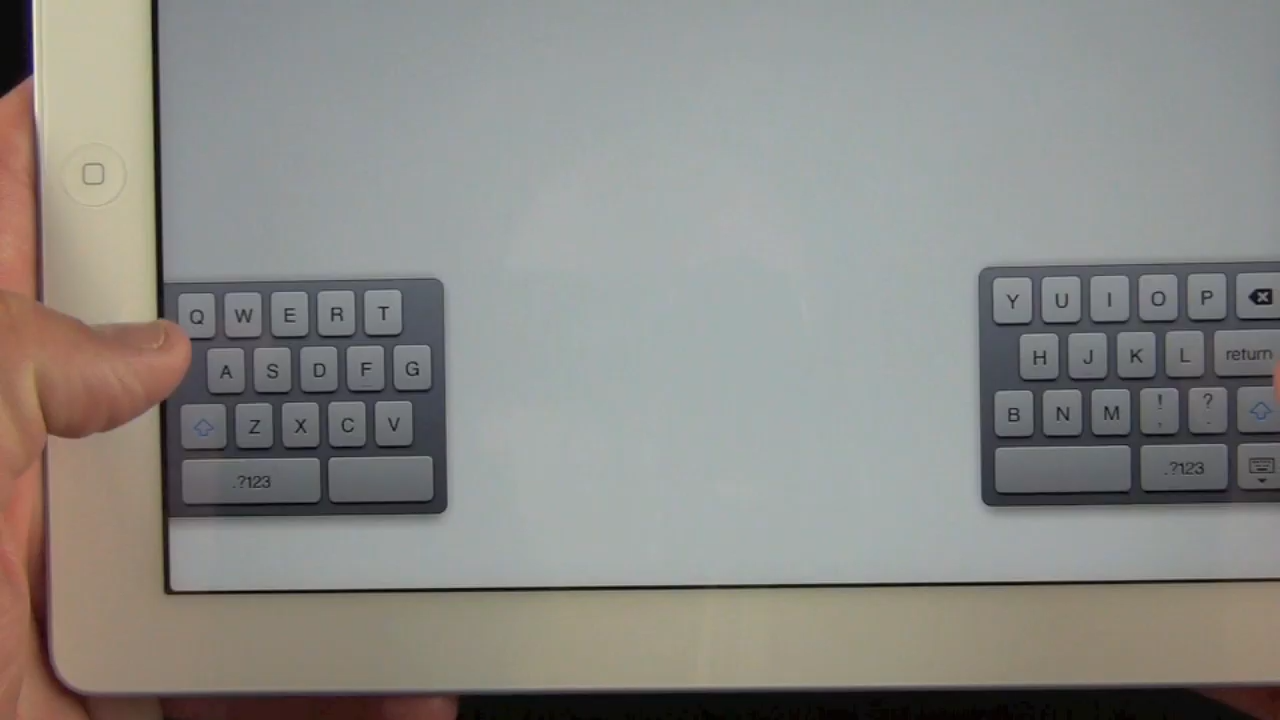 Q W E R T
A S D F G
Z X C V
.?123
Y U I O P
H J K L return
B N M ! , ? .
.?123